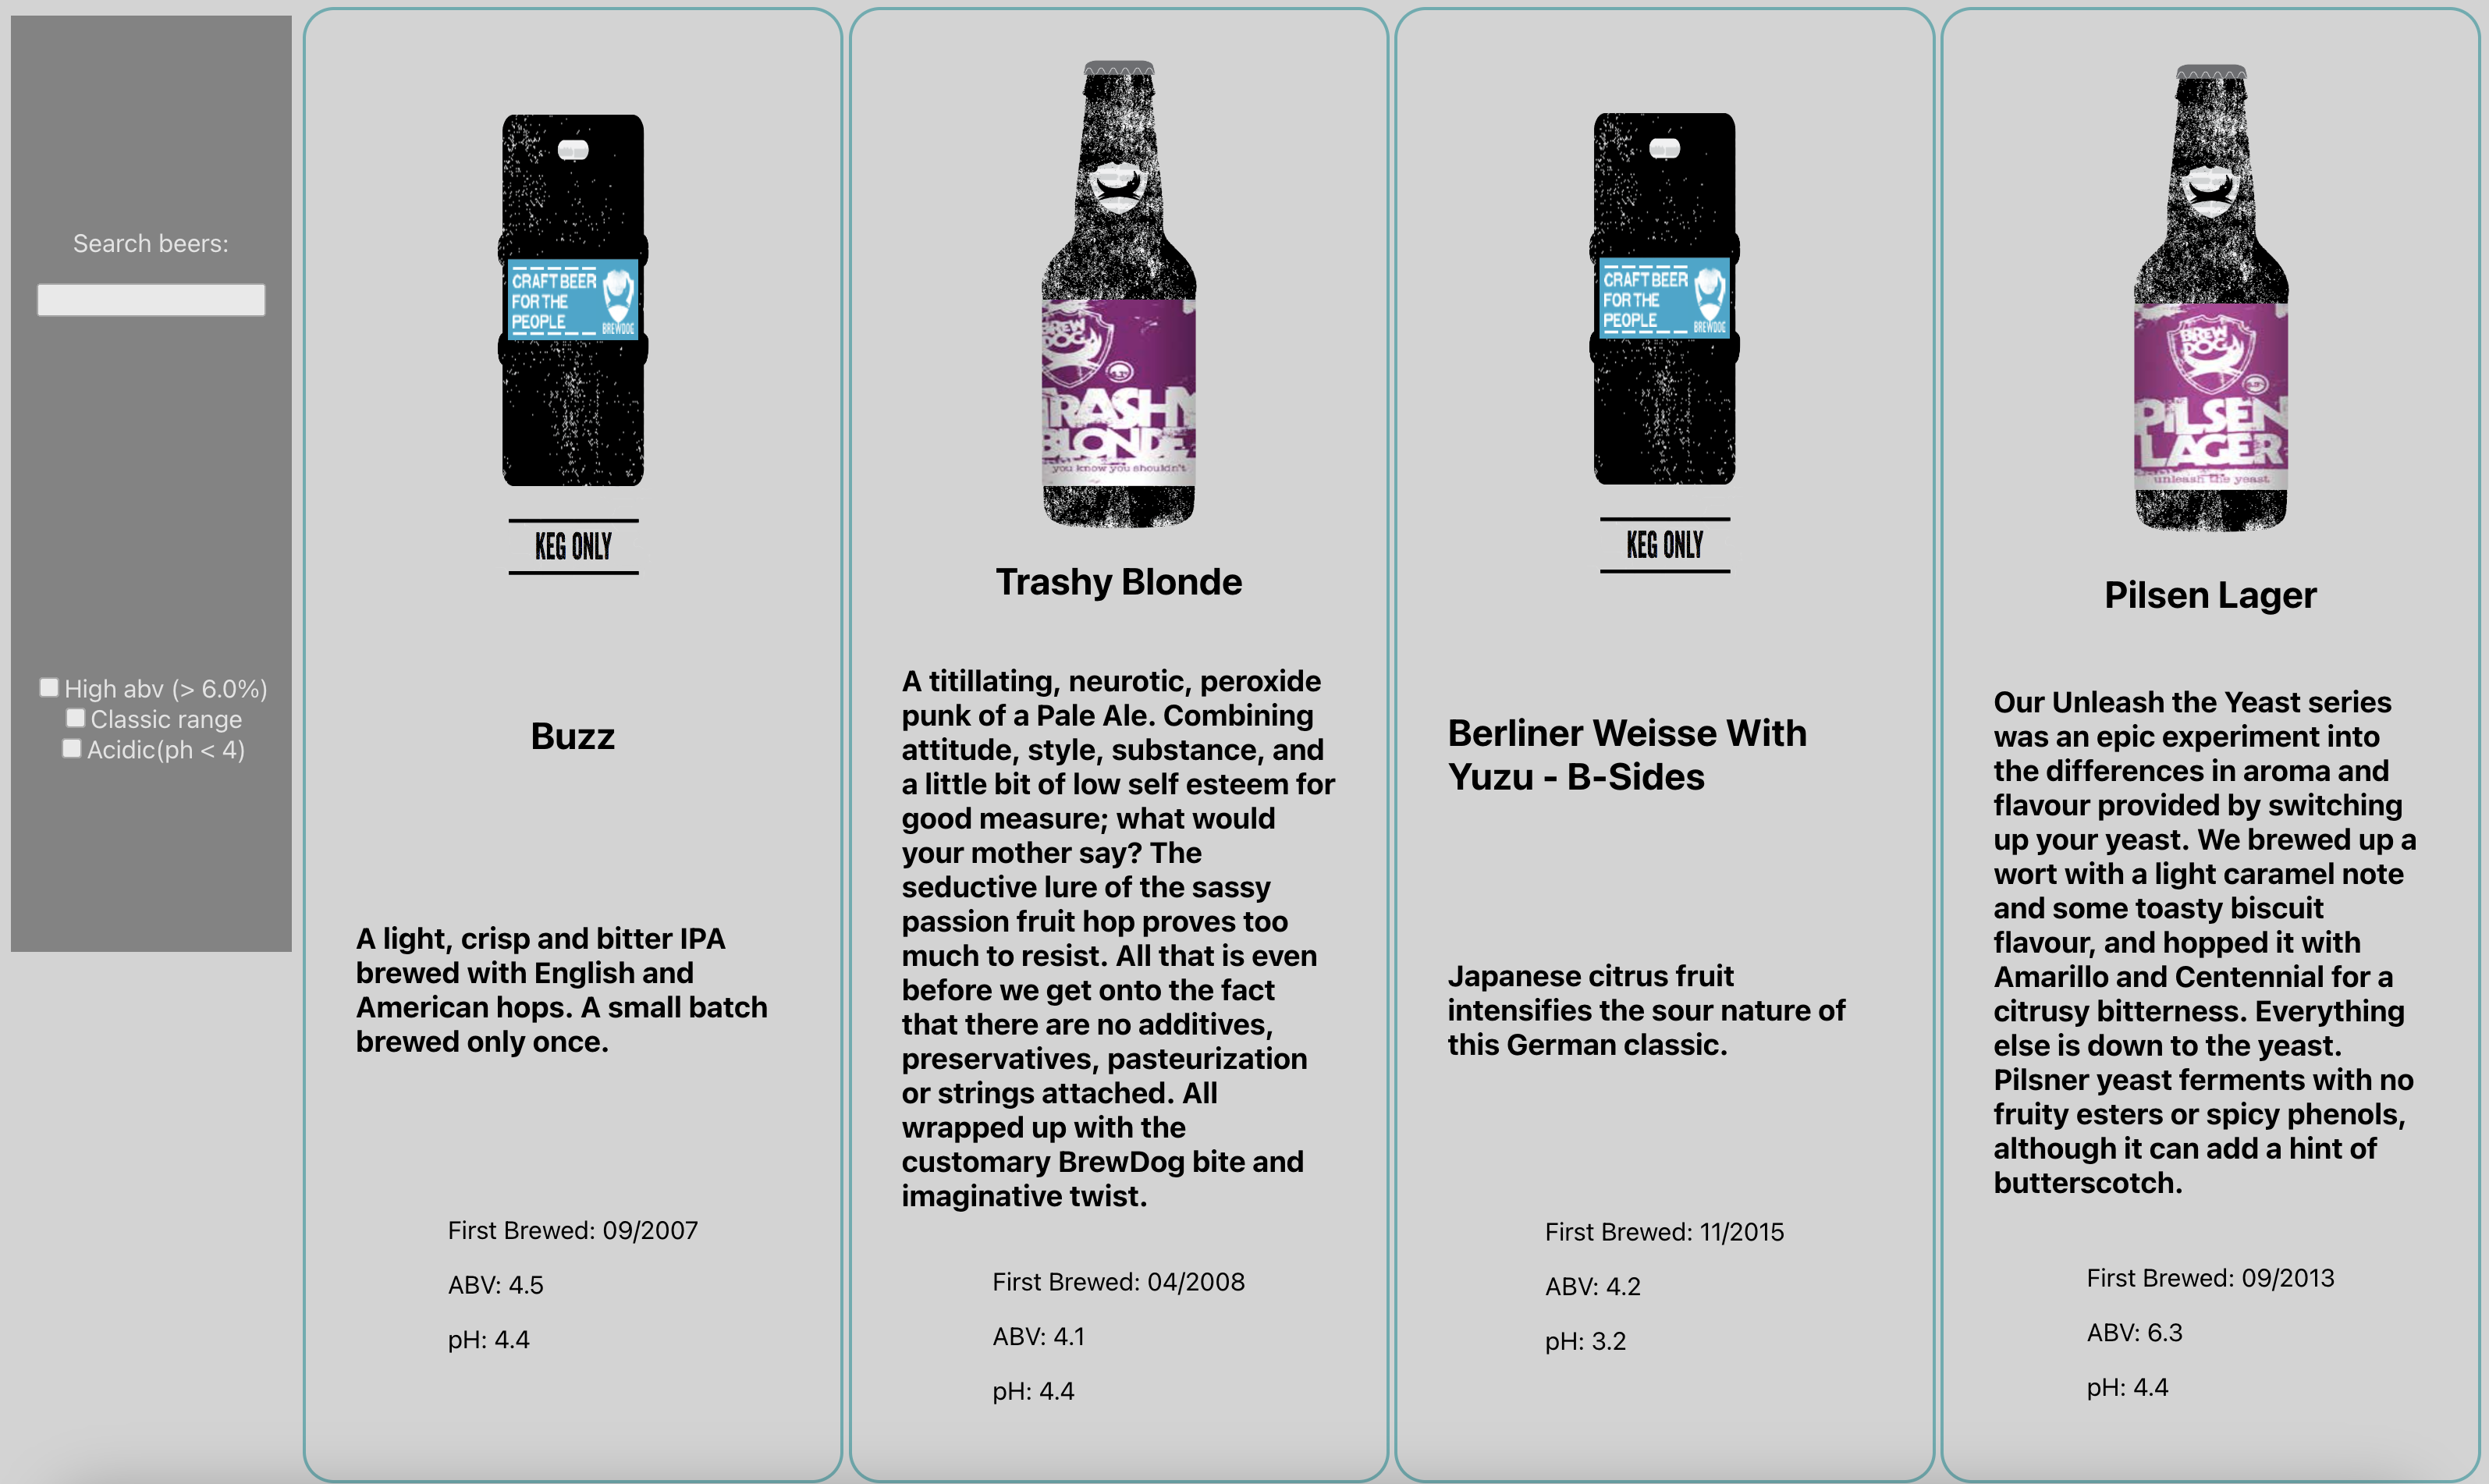 Search beers:
High abv (> 6.0%)
Classic range
Acidic(ph < 4)
CRAFT BEER
FOR THE
PEOPLE
BREWDOG
KEG ONLY
Buzz
A light, crisp and bitter IPA
brewed with English and
American hops. A small batch
brewed only once.
First Brewed: 09/2007
ABV: 4.5
pH: 4.4
BREW
DOG
TRASHY
BLONDE
you know you shouldn't
Trashy Blonde
A titillating, neurotic, peroxide
punk of a Pale Ale. Combining
attitude, style, substance, and
a little bit of low self esteem for
good measure; what would
your mother say? The
seductive lure of the sassy
passion fruit hop proves too
much to resist. All that is even
before we get onto the fact
that there are no additives,
preservatives, pasteurization
or strings attached. All
wrapped up with the
customary BrewDog bite and
imaginative twist.
First Brewed: 04/2008
ABV: 4.1
pH: 4.4
CRAFT BEER
FOR THE
PEOPLE
BREWDOG
KEG ONLY
Berliner Weisse With
Yuzu - B-Sides
Japanese citrus fruit
intensifies the sour nature of
this German classic.
First Brewed: 11/2015
ABV: 4.2
pH: 3.2
BREW
DOG
PILSEN
LAGER
unleash the yeast
Pilsen Lager
Our Unleash the Yeast series
was an epic experiment into
the differences in aroma and
flavour provided by switching
up your yeast. We brewed up a
wort with a light caramel note
and some toasty biscuit
flavour, and hopped it with
Amarillo and Centennial for a
citrusy bitterness. Everything
else is down to the yeast.
Pilsner yeast ferments with no
fruity esters or spicy phenols,
although it can add a hint of
butterscotch.
First Brewed: 09/2013
ABV: 6.3
pH: 4.4